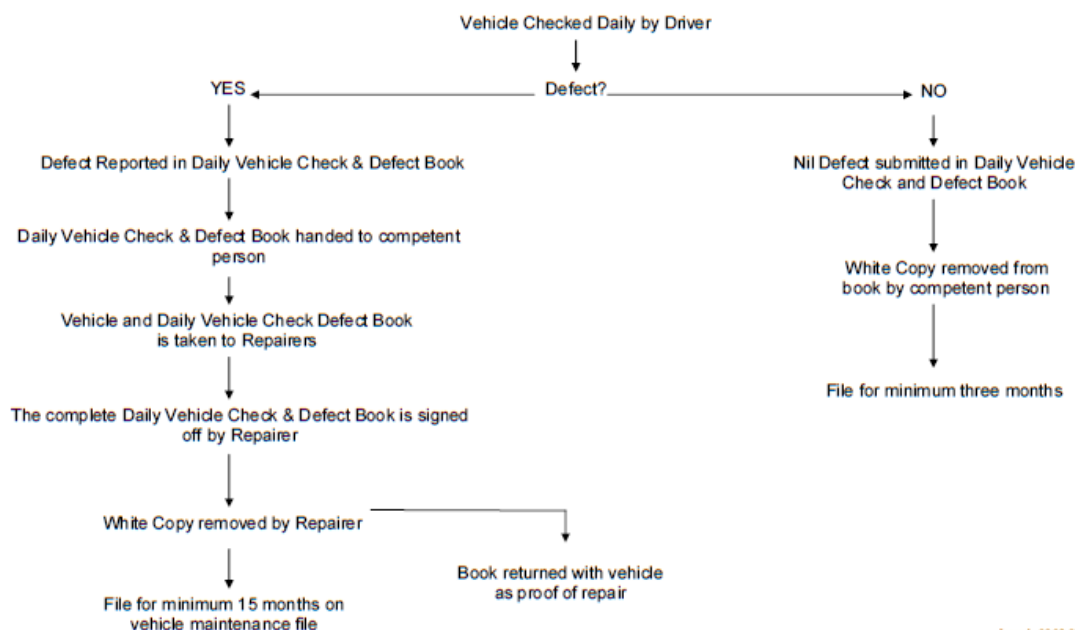 Vehicle Checked Daily by Driver
YES
Defect?
NO
Defect Reported in Daily Vehicle Check & Defect Book
Nil Defect submitted in Daily Vehicle
Check and Defect Book
Daily Vehicle Check & Defect Book handed to competent
person
White Copy removed from
book by competent person
Vehicle and Daily Vehicle Check Defect Book
is taken to Repairers
File for minimum three months
The complete Daily Vehicle Check & Defect Book is signed
off by Repairer
White Copy removed by Repairer
Book returned with vehicle
as proof of repair
File for minimum 15 months on
vehicle maintenance file